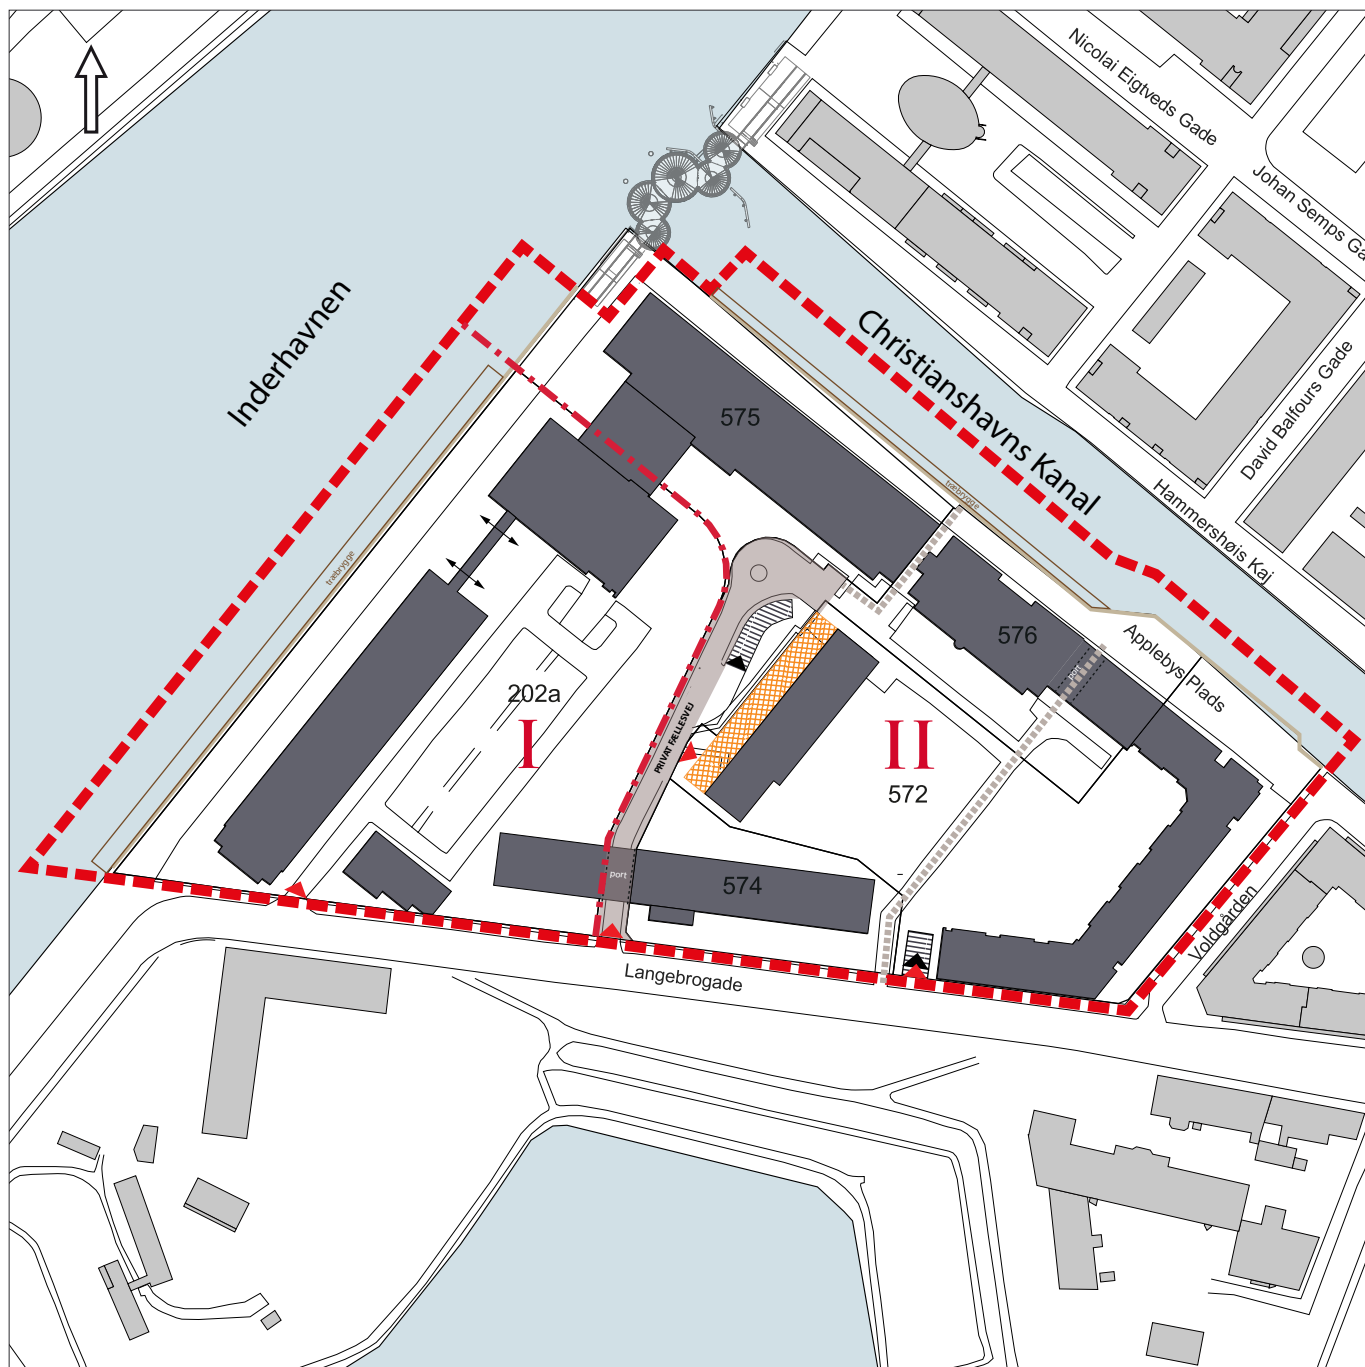 Nicolai Eigtveds Gade
Johan Semps Ga
Inderhavnen
Christianshavns Kanal
David Balfours Gade
575
træbrygge
Hammershøis Kaj
træbrygge
576
Applebys Plads
port
202a
I
PRIVAT FÆLLESVEJ
II
572
port
574
Voldgården
Langebrogade